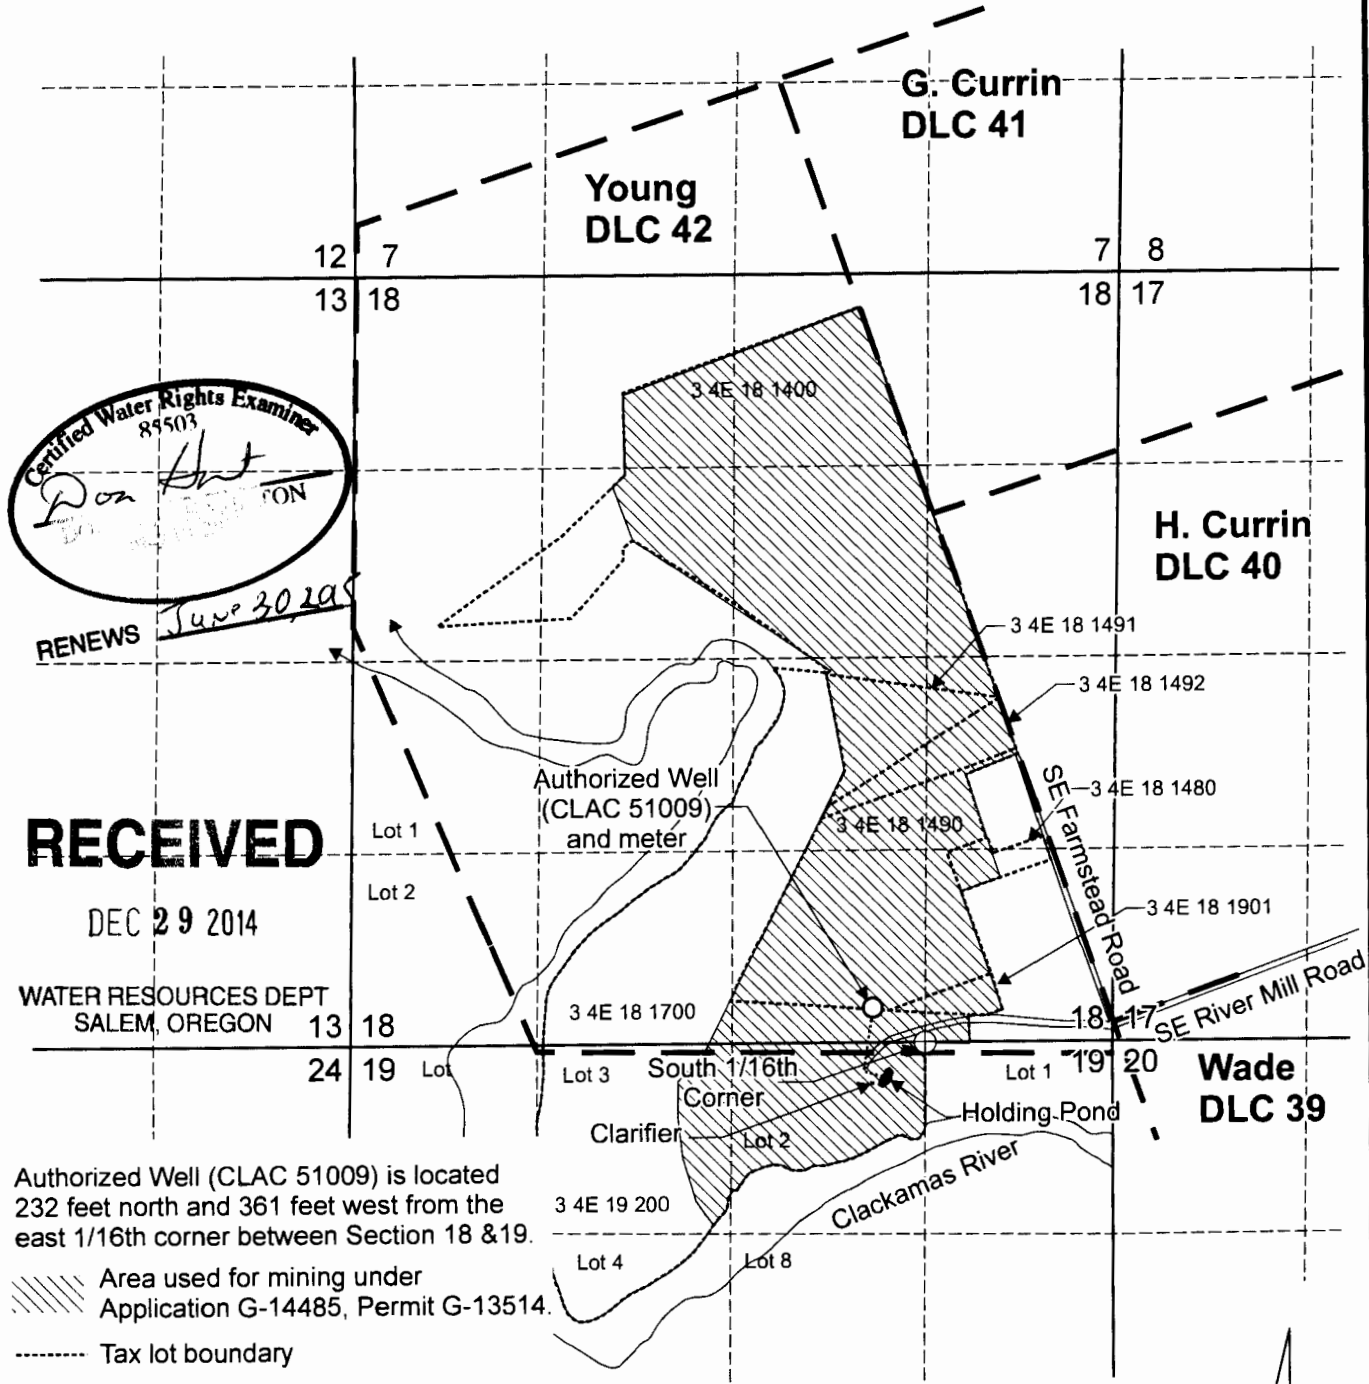 G. Currin
DLC 41
Young
DLC 42
12 7
7 8
13 18
18 17
3 4E 18 1400
Certified Water Rights Examiner
85503
Don Hunt
TON
RENEWS June 30, 2015
H. Currin
DLC 40
3 4E 18 1491
3 4E 18 1492
Authorized Well
(CLAC 51009)
and meter
SE Farmstead Road
3 4E 18 1480
3 4E 18 1490
RECEIVED
Lot 1
Lot 2
DEC 29 2014
3 4E 18 1901
WATER RESOURCES DEPT
SALEM, OREGON
3 4E 18 1700
SE River Mill Road
13 18
18 17
24 19
19 20
Lot
Lot 3
South 1/16th
Corner
Lot 1
Wade
DLC 39
Holding Pond
Clarifier
Lot 2
Clackamas River
Authorized Well (CLAC 51009) is located
232 feet north and 361 feet west from the
east 1/16th corner between Section 18 &19.
3 4E 19 200
Lot 4
Lot 8
Area used for mining under
Application G-14485, Permit G-13514.
Tax lot boundary